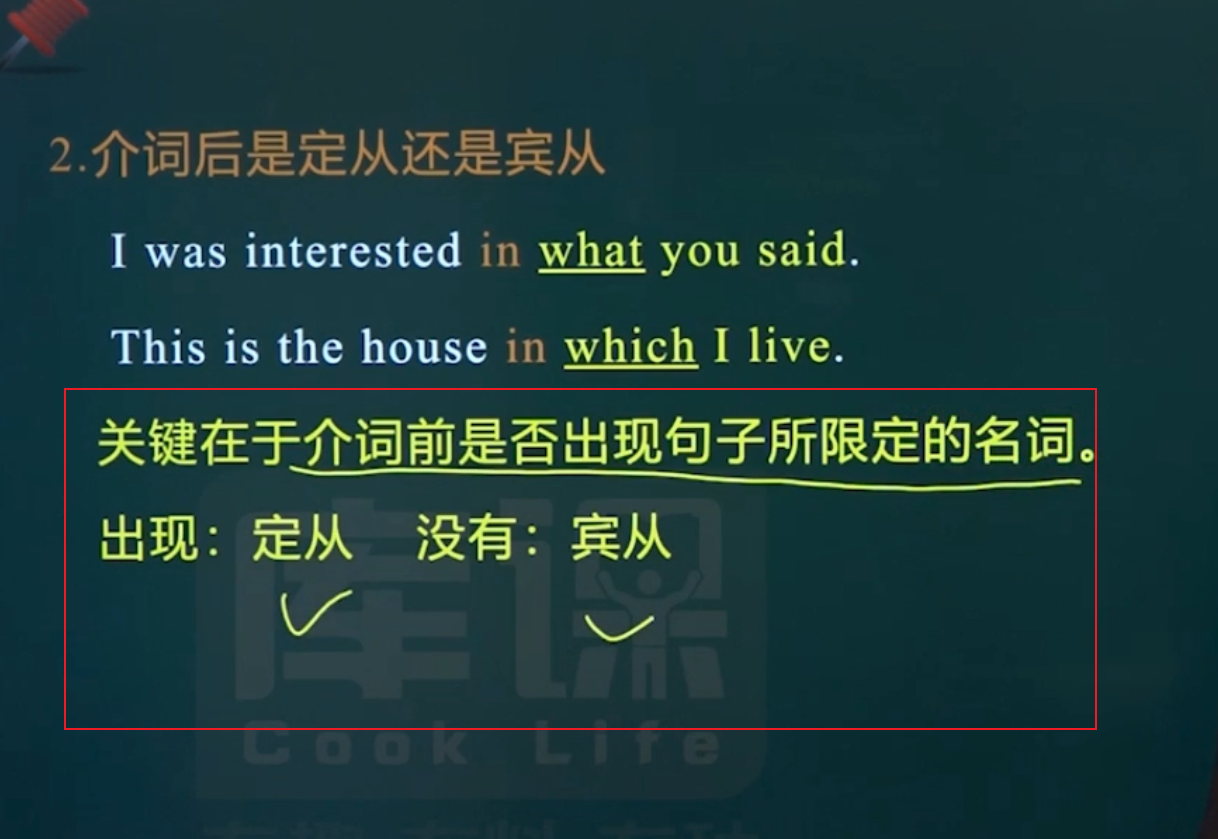 2.介词后是定从还是宾从
I was interested in what you said.
This is the house in which I live.
关键在于介词前是否出现句子所限定的名词。
出现：定从 没有：宾从
库课
Cook Life